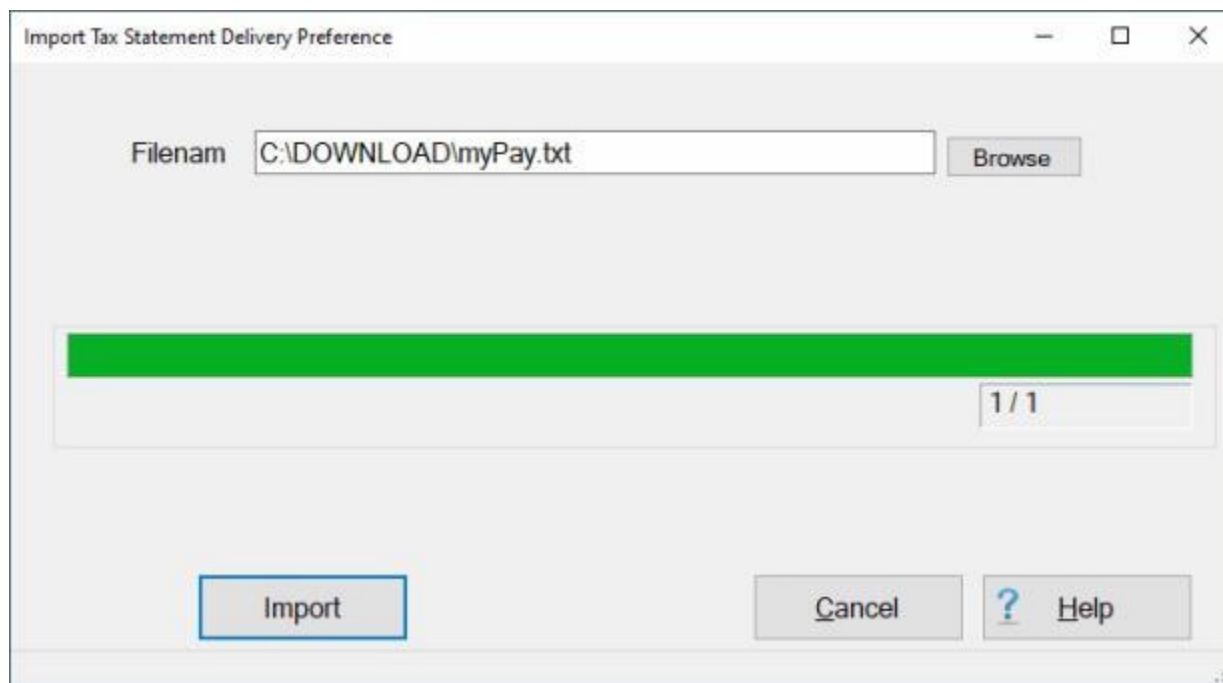 Import Tax Statement Delivery Preference
Filenam C:\DOWNLOAD\myPay.txt Browse
1 / 1
Import Cancel ? Help